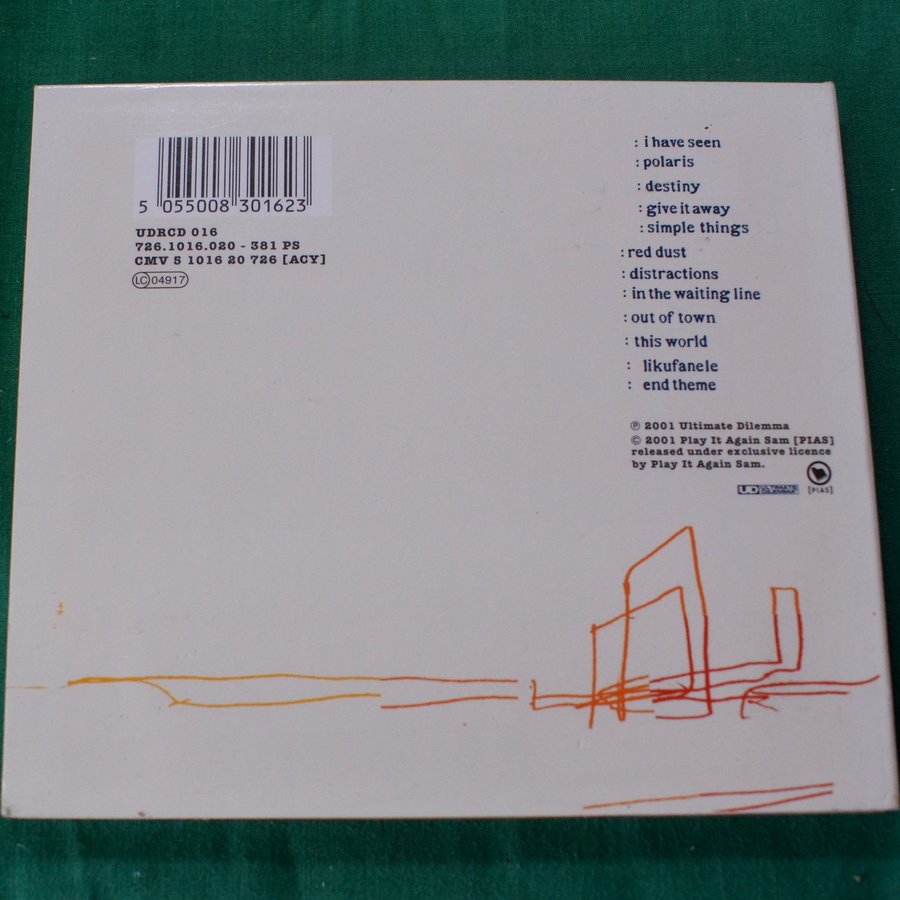 5 055008 301623
UDRCD 016
726.1016.020 - 381 PS
CMV 5 1016 20 726 [ACY]
LC 04917
: i have seen
: polaris
: destiny
: give it away
: simple things
: red dust
: distractions
: in the waiting line
: out of town
: this world
: likufanele
: end theme
℗ 2001 Ultimate Dilemma
© 2001 Play It Again Sam [PIAS]
released under exclusive licence
by Play It Again Sam.
UD ULTIMATE DILEMMA
[PIAS]